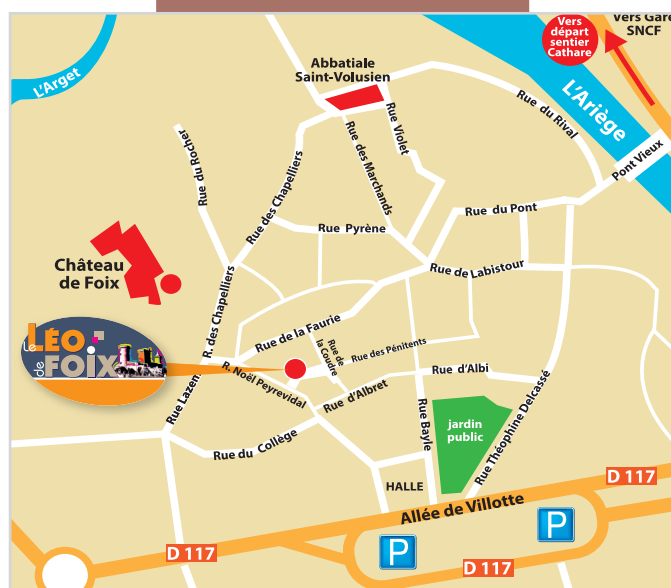 Vers
départ
sentier
Cathare
Vers Gare
SNCF
L'Arget
Abbatiale
Saint-Volusien
L'Ariège
Rue du Rival
Pont Vieux
Rue Violet
Rue des Marchands
Rue du Rocher
Rue des Chapelliers
Rue du Pont
Rue Pyrène
Château
de Foix
Rue de Labistour
R. des Chapelliers
Rue de la Faurie
le LÉO
de FOIX
Rue de
la Coudre
Rue des Pénitents
R. Noël Peyrevidal
Rue d'Albi
Rue Lazem
Rue d'Albret
Rue Bayle
jardin
public
Rue Théophine Delcassé
Rue du Collège
HALLE
D 117
Allée de Villotte
P
P
D 117
D 117